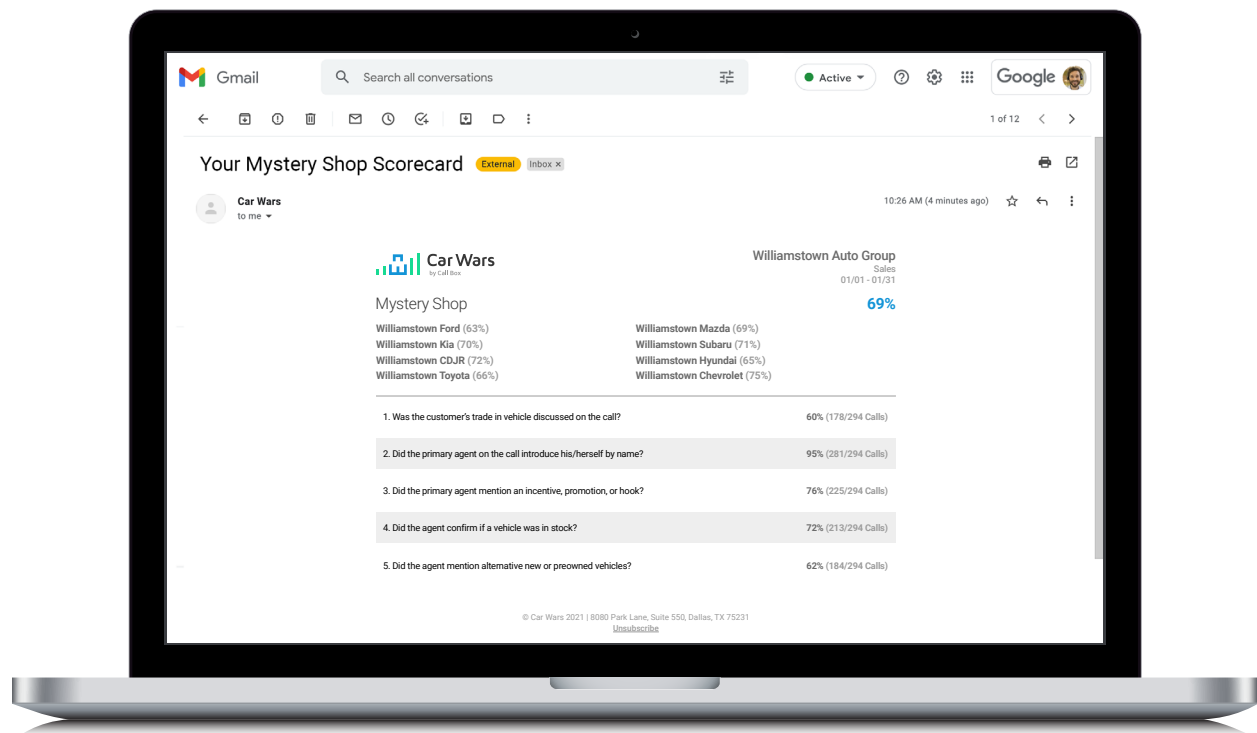 Gmail
Search all conversations
Active
Google
1 of 12
Your Mystery Shop Scorecard External Inbox ×
Car Wars
to me
10:26 AM (4 minutes ago)
Car Wars
by Call Box
Williamstown Auto Group
Sales
01/01 - 01/31
Mystery Shop 69%
Williamstown Ford (63%) Williamstown Mazda (69%)
Williamstown Kia (70%) Williamstown Subaru (71%)
Williamstown CDJR (72%) Williamstown Hyundai (65%)
Williamstown Toyota (66%) Williamstown Chevrolet (75%)
1. Was the customer's trade in vehicle discussed on the call? 60% (178/294 Calls)
2. Did the primary agent on the call introduce his/herself by name? 95% (281/294 Calls)
3. Did the primary agent mention an incentive, promotion, or hook? 76% (225/294 Calls)
4. Did the agent confirm if a vehicle was in stock? 72% (213/294 Calls)
5. Did the agent mention alternative new or preowned vehicles? 62% (184/294 Calls)
© Car Wars 2021 | 8080 Park Lane, Suite 550, Dallas, TX 75231
Unsubscribe